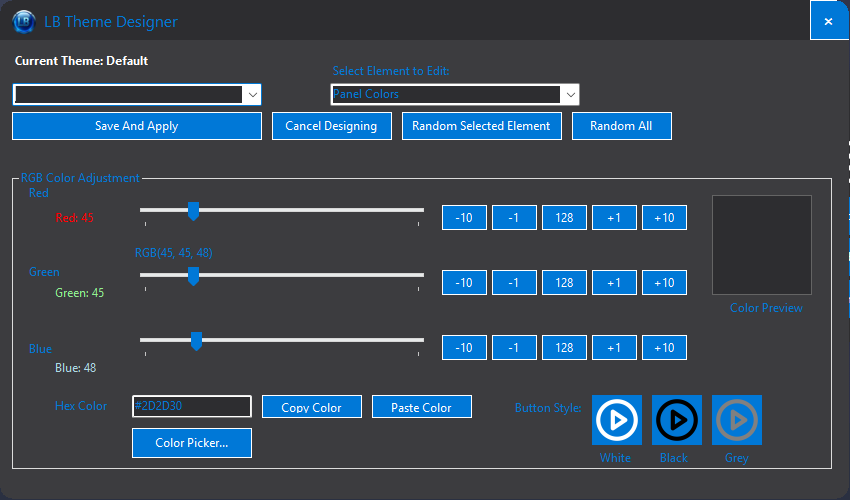 LB LB Theme Designer ×
Current Theme: Default
Select Element to Edit:
Panel Colors
Save And Apply Cancel Designing Random Selected Element Random All
RGB Color Adjustment
Red
Red: 45 -10 -1 128 +1 +10
RGB(45, 45, 48)
Green
Green: 45 -10 -1 128 +1 +10
Color Preview
Blue
Blue: 48 -10 -1 128 +1 +10
Hex Color #2D2D30 Copy Color Paste Color Button Style:
Color Picker...
White Black Grey